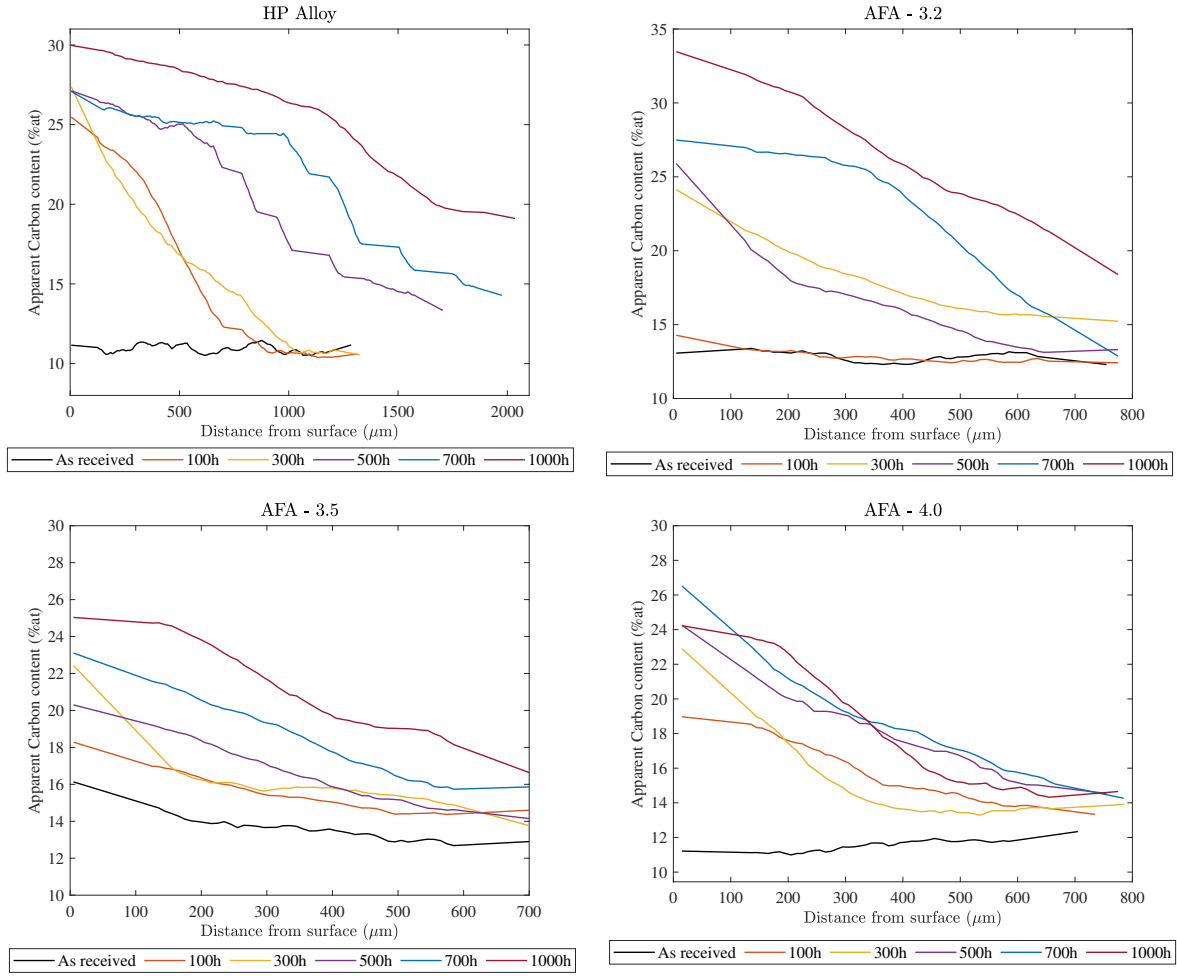 HP Alloy
Apparent Carbon content (%at)
30
25
20
15
10
0 500 1000 1500 2000
Distance from surface (μm)
As received 100h 300h 500h 700h 1000h
AFA - 3.2
Apparent Carbon content (%at)
35
30
25
20
15
10
0 100 200 300 400 500 600 700 800
Distance from surface (μm)
As received 100h 300h 500h 700h 1000h
AFA - 3.5
Apparent Carbon content (%at)
30
28
26
24
22
20
18
16
14
12
10
0 100 200 300 400 500 600 700
Distance from surface (μm)
As received 100h 300h 500h 700h 1000h
AFA - 4.0
Apparent Carbon content (%at)
30
28
26
24
22
20
18
16
14
12
10
0 100 200 300 400 500 600 700 800
Distance from surface (μm)
As received 100h 300h 500h 700h 1000h